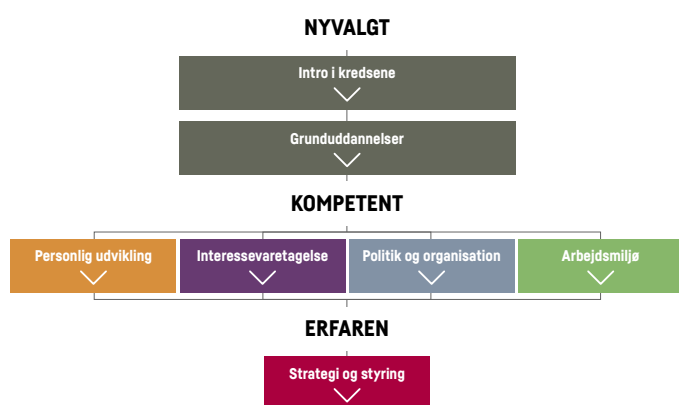 NYVALGT
Intro i kredsene
Grunduddannelser
KOMPETENT
Personlig udvikling
Interessevaretagelse
Politik og organisation
Arbejdsmiljø
ERFAREN
Strategi og styring